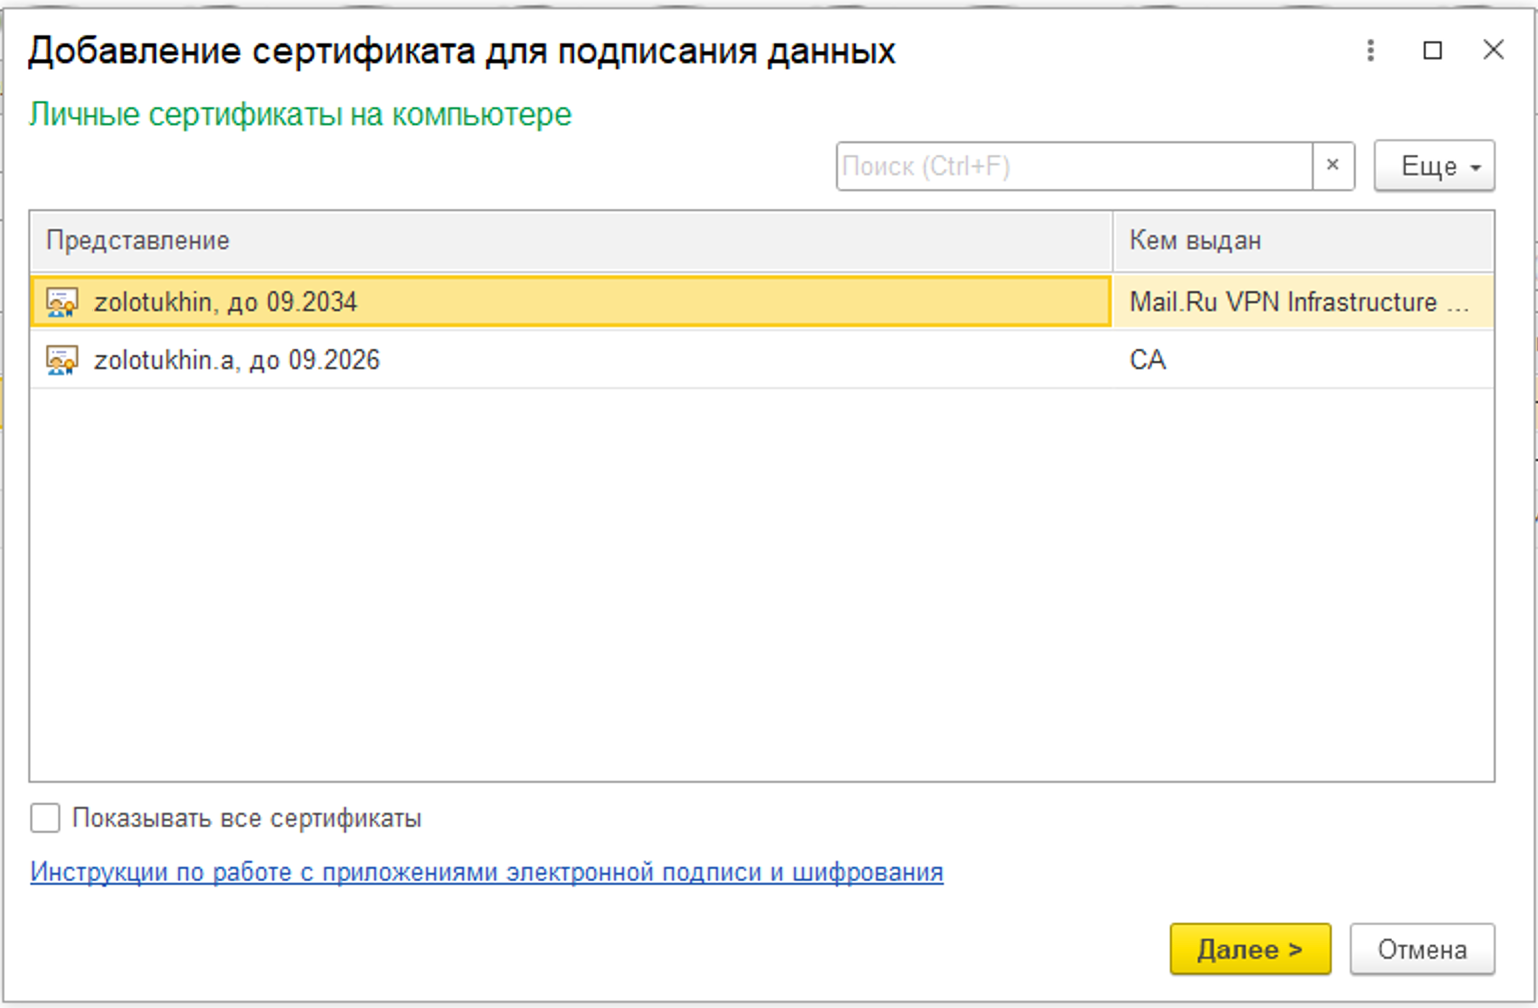 Добавление сертификата для подписания данных
Личные сертификаты на компьютере
Поиск (Ctrl+F) × Еще
Представление Кем выдан
zolotukhin, до 09.2034 Mail.Ru VPN Infrastructure ...
zolotukhin.a, до 09.2026 CA
Показывать все сертификаты
Инструкции по работе с приложениями электронной подписи и шифрования
Далее > Отмена